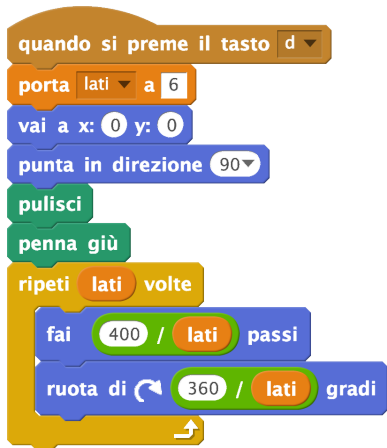 quando si preme il tasto d
porta lati a 6
vai a x: 0 y: 0
punta in direzione 90
pulisci
penna giù
ripeti lati volte
fai 400 / lati passi
ruota di 360 / lati gradi